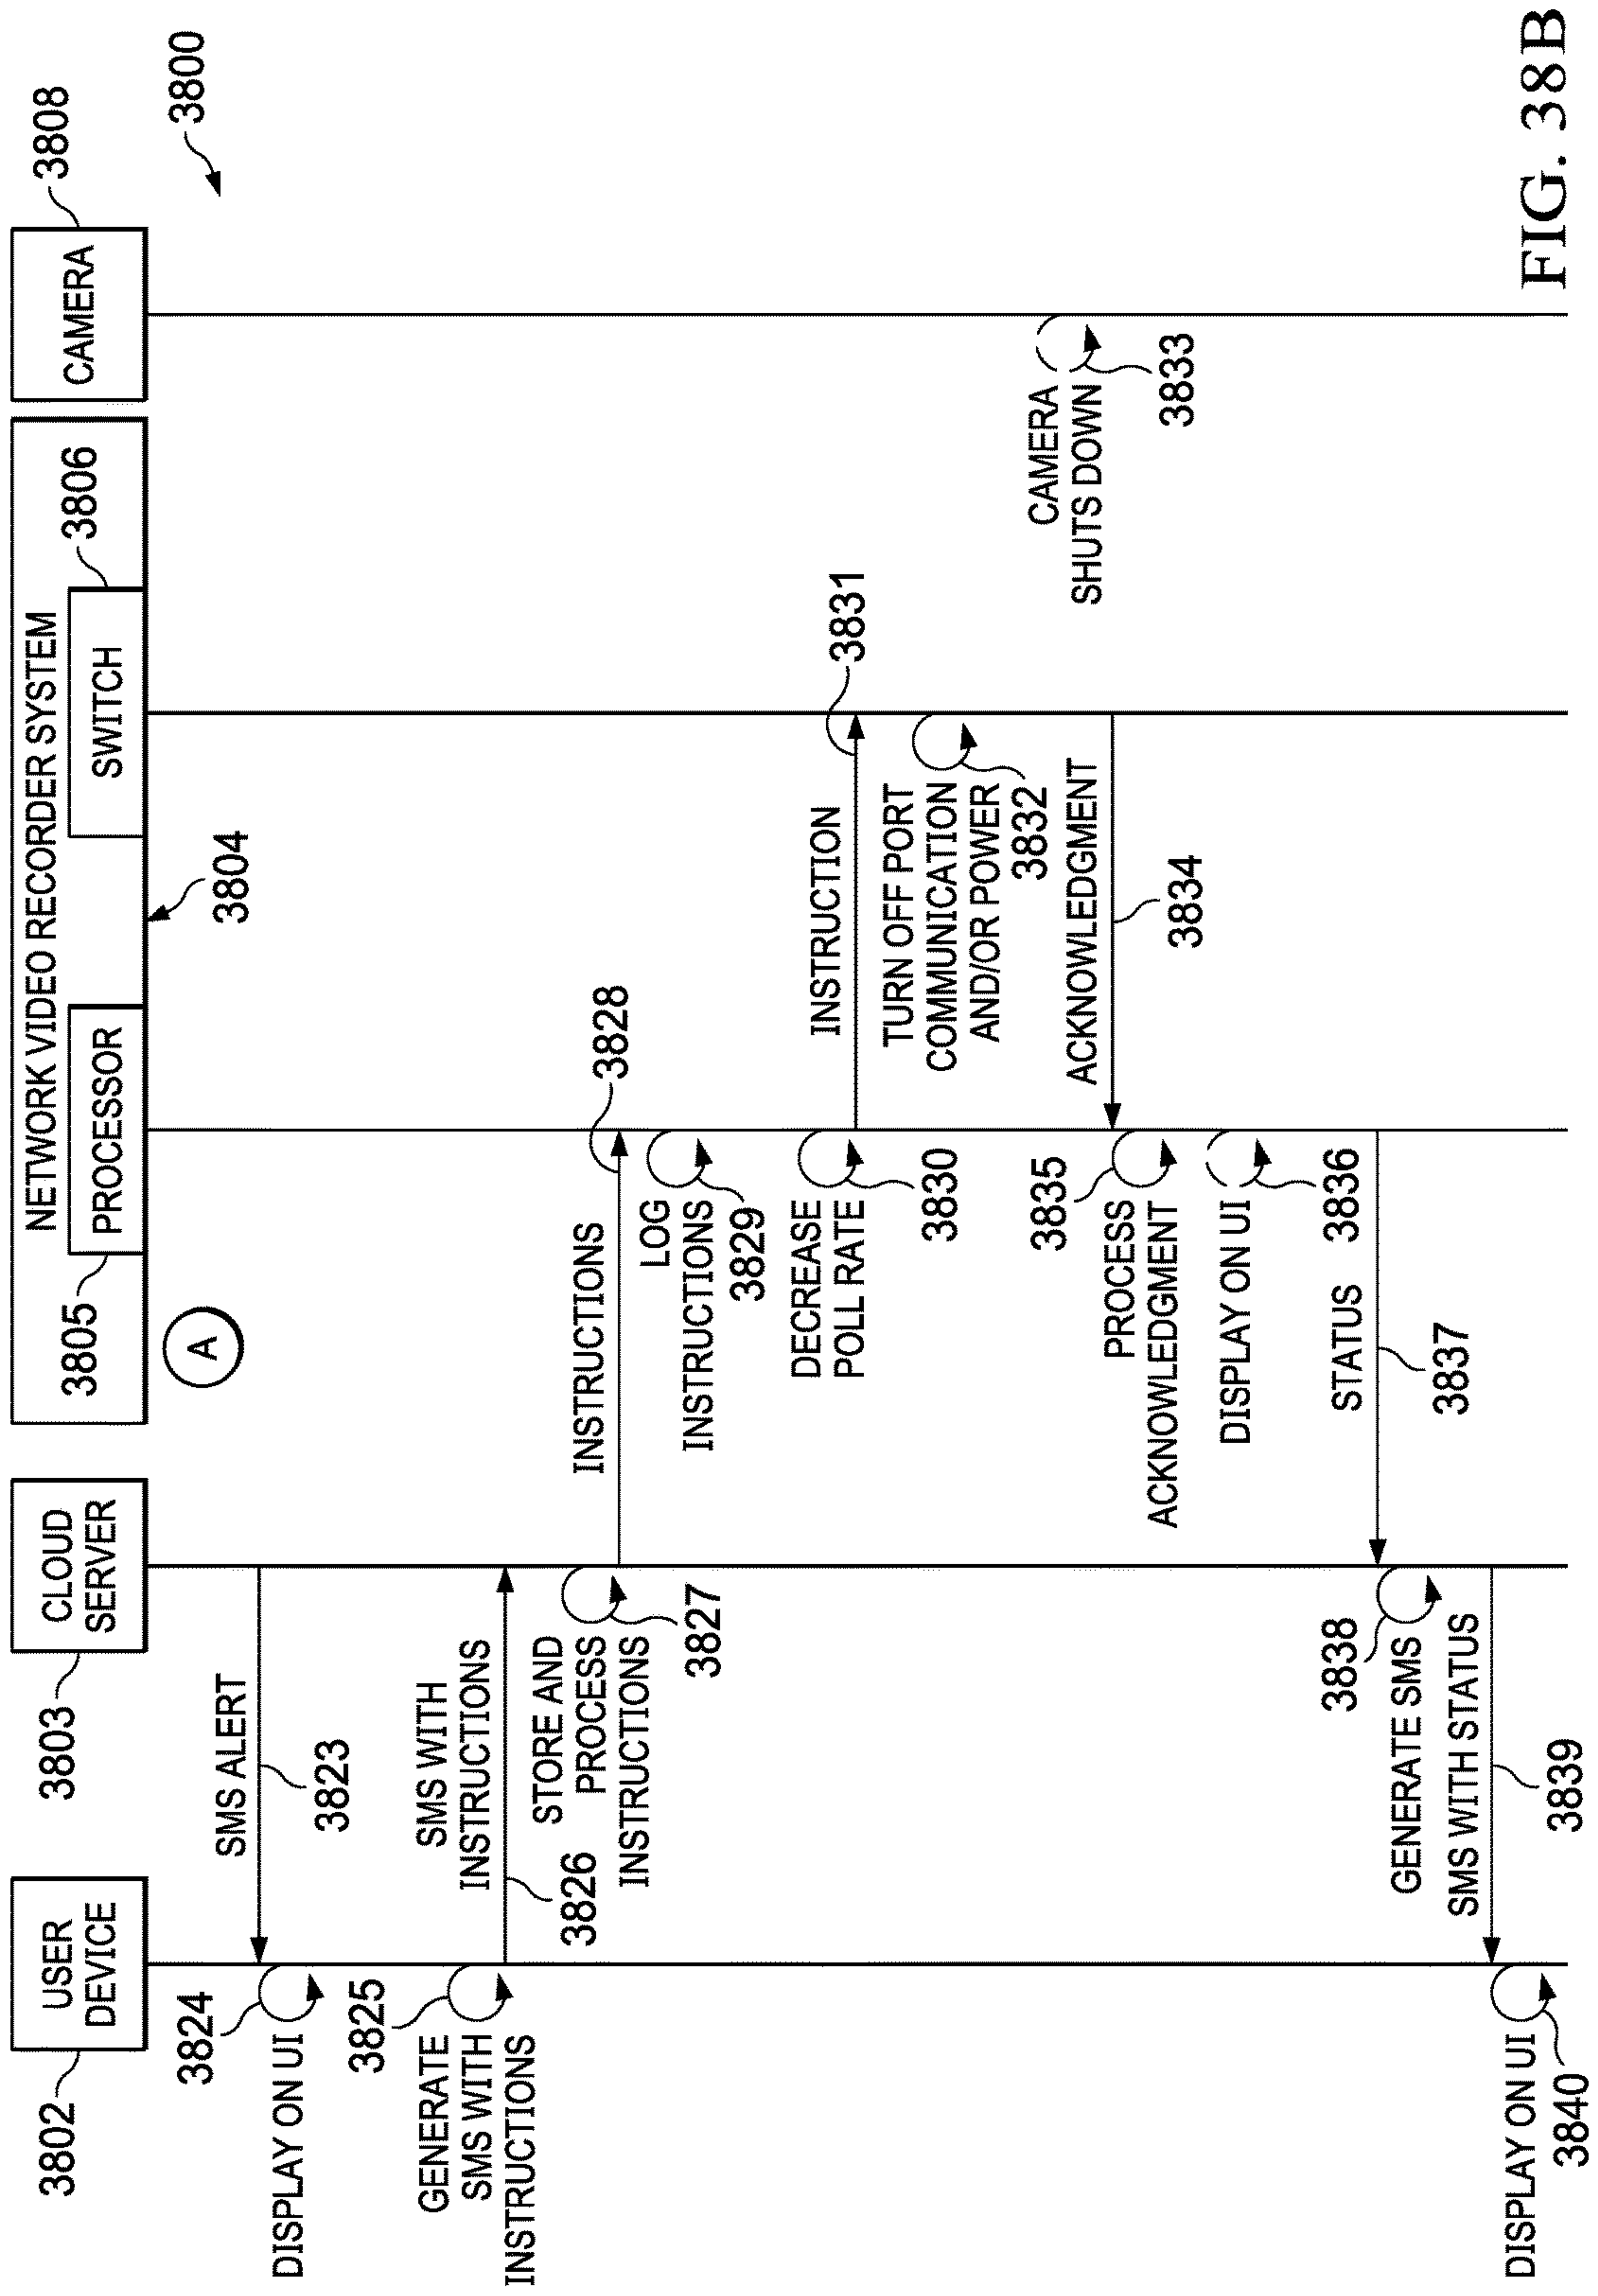 USER
DEVICE
3802
CLOUD
SERVER
3803
NETWORK VIDEO RECORDER SYSTEM
PROCESSOR
3805
SWITCH
3806
3804
CAMERA
3808
3800
A
SMS ALERT
3823
3824
DISPLAY ON UI
3825
GENERATE
SMS WITH
INSTRUCTIONS
SMS WITH
INSTRUCTIONS
3826
STORE AND
PROCESS
INSTRUCTIONS
3827
INSTRUCTIONS
3828
LOG
INSTRUCTIONS
3829
DECREASE
POLL RATE
3830
INSTRUCTION
3831
TURN OFF PORT
COMMUNICATION
AND/OR POWER
3832
CAMERA
SHUTS DOWN
3833
ACKNOWLEDGMENT
3834
3835
PROCESS
ACKNOWLEDGMENT
DISPLAY ON UI
3836
STATUS
3837
3838
GENERATE SMS
SMS WITH STATUS
3839
DISPLAY ON UI
3840
FIG. 38B